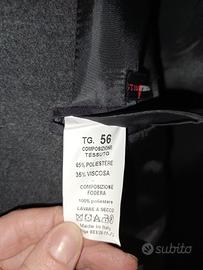 TG. 56
COMPOSIZIONE
TESSUTO
65% POLIESTERE
35% VISCOSA
COMPOSIZIONE
FODERA
100% poliestere
LAVARE A SECCO
Made in Italy
subito